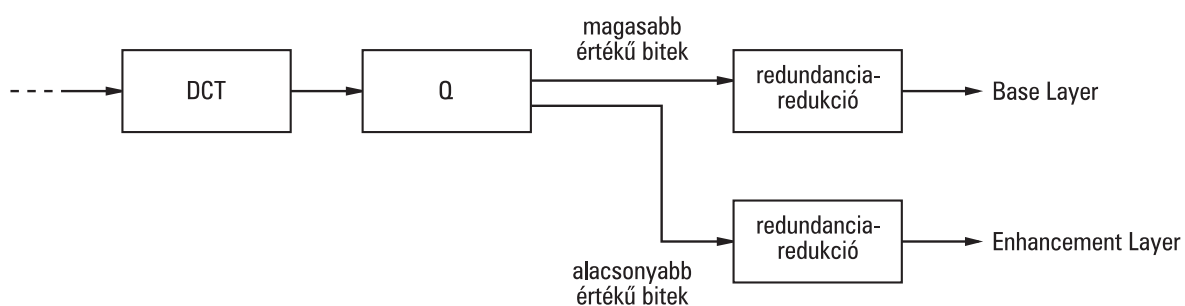 magasabb
értékű bitek
DCT
Q
redundancia-
redukció
Base Layer
redundancia-
redukció
Enhancement Layer
alacsonyabb
értékű bitek